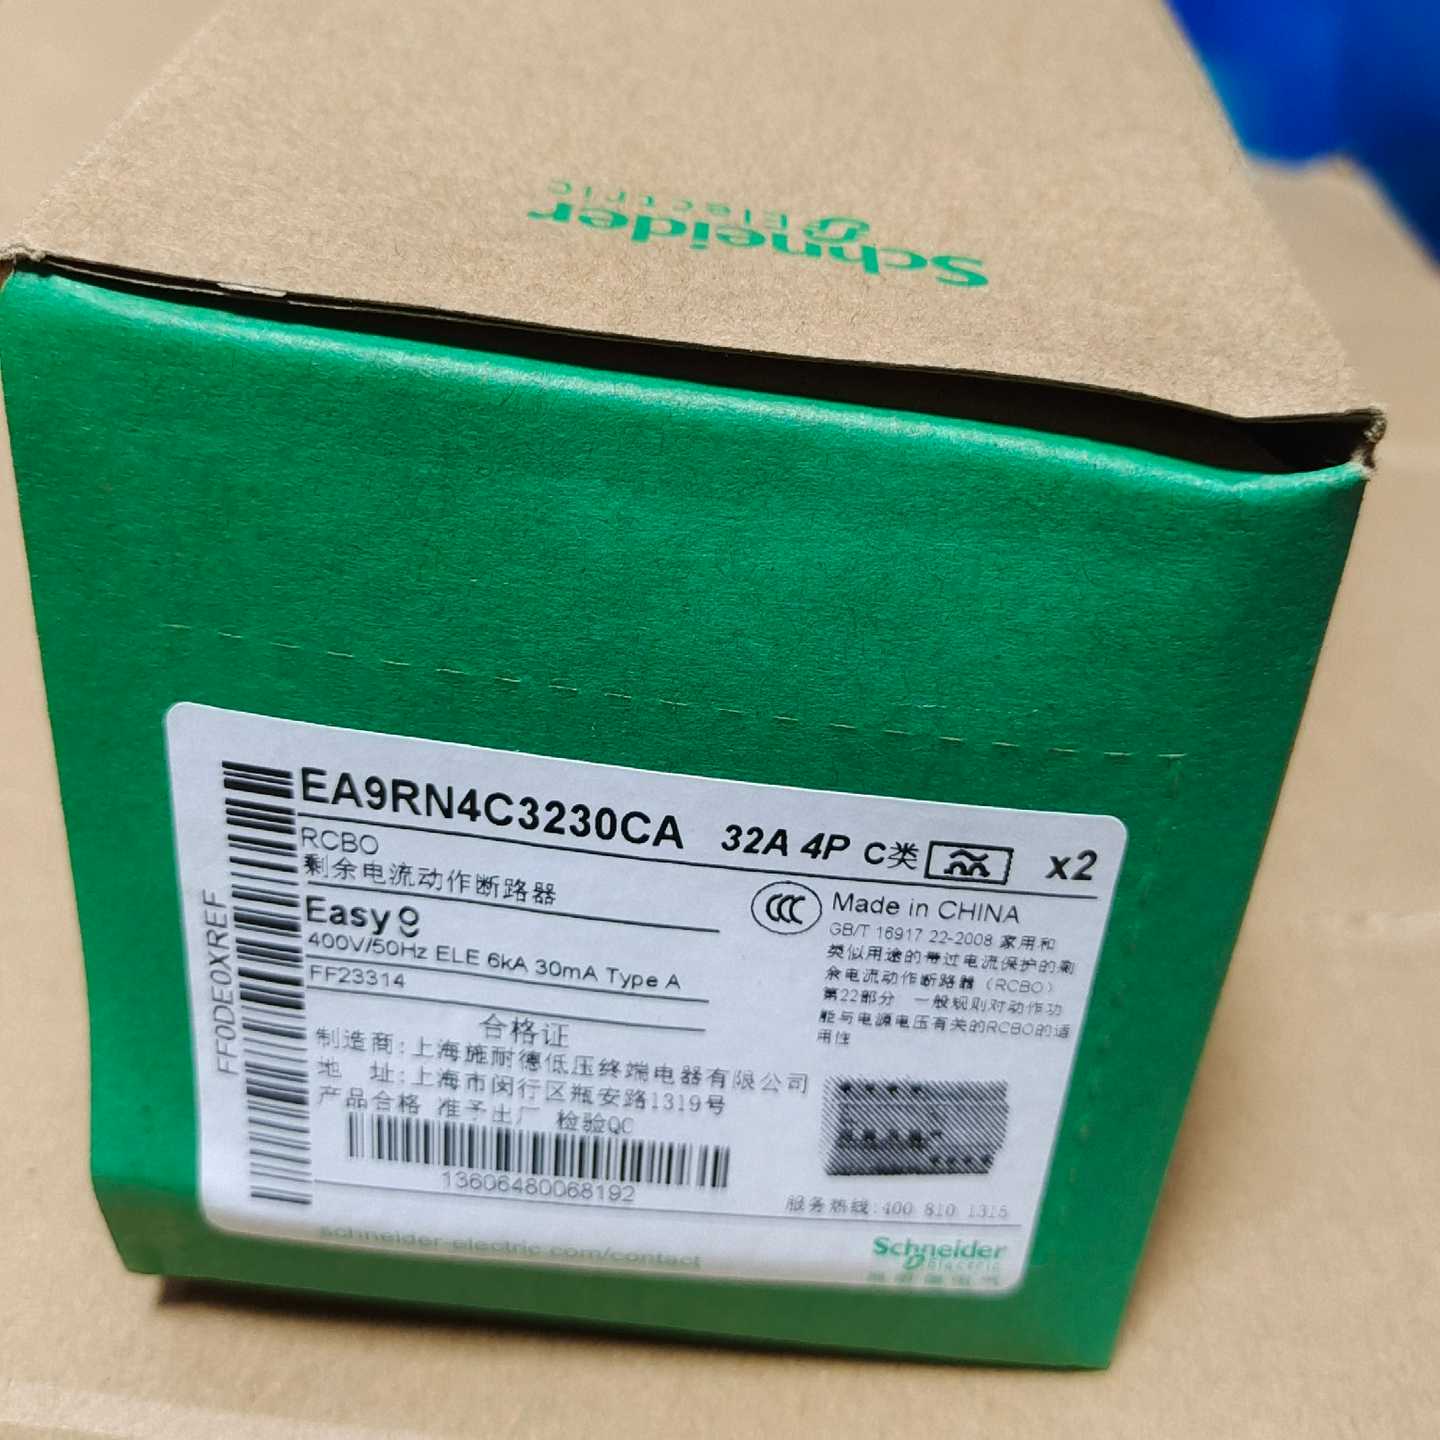 Schneider
Electric
EA9RN4C3230CA 32A 4P C类 x2
RCBO
剩余电流动作断路器
Easy9
400V/50Hz ELE 6kA 30mA Type A
FF23314
FF0DE0XREF
CCC
Made in CHINA
GB/T 16917 22-2008 家用和
类似用途的带过电流保护的剩
余电流动作断路器（RCBO）
第22部分 一般规则对动作功
能与电源电压有关的RCBO的适
用性
合格证
制造商:上海施耐德低压终端电器有限公司
地 址:上海市闵行区瓶安路1319号
产品合格 准予出厂 检验QC
13606480068192
服务热线:400 810 1315
schneider-electric.com/contact
Schneider
Electric
施耐德电气